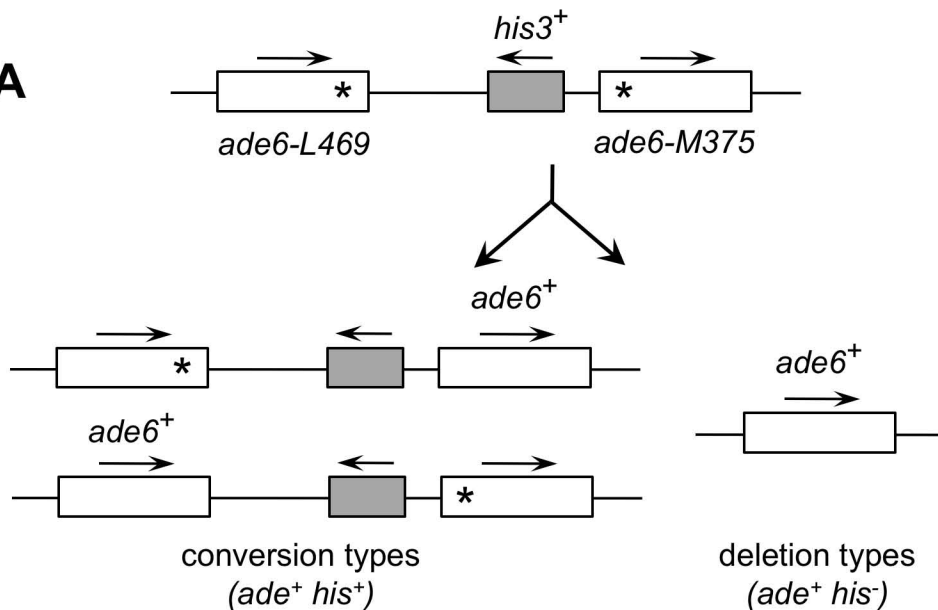 A
his3+
*
*
ade6-L469
ade6-M375
ade6+
*
ade6+
ade6+
*
conversion types
(ade+ his+)
deletion types
(ade+ his-)